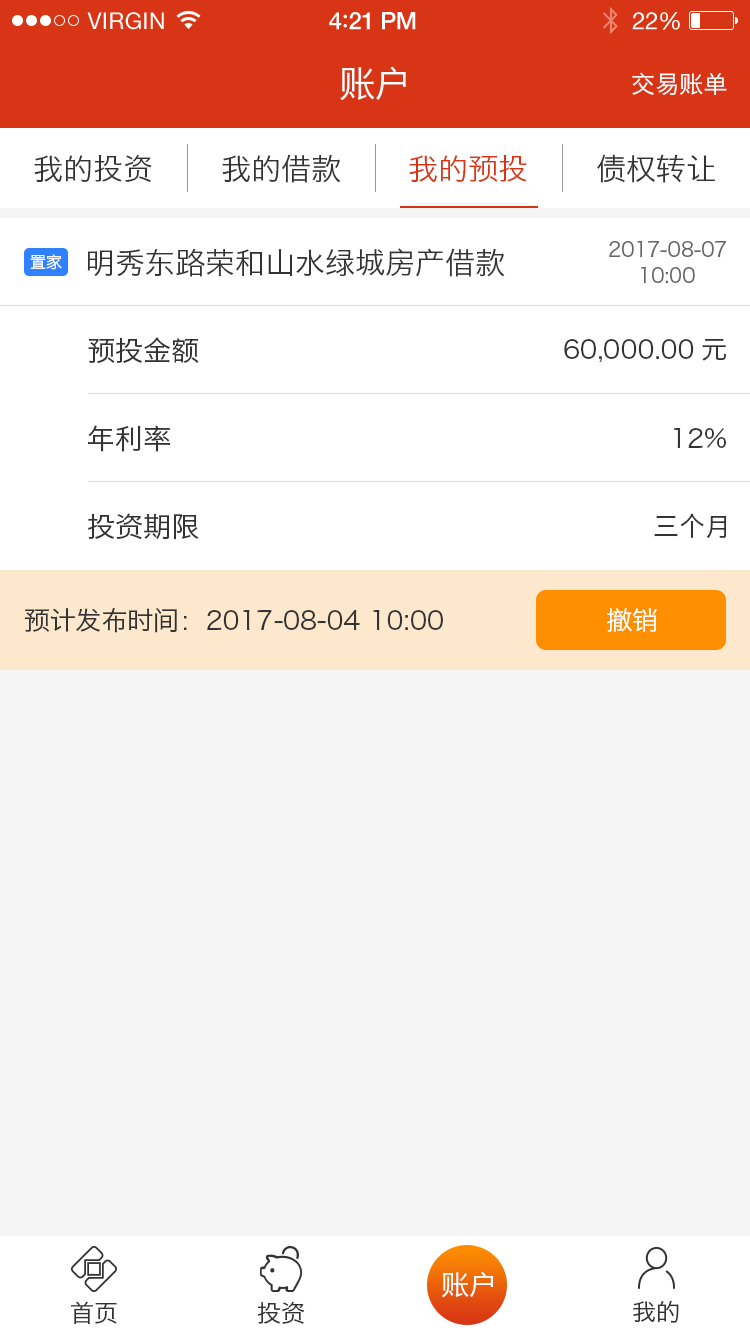 VIRGIN 4:21 PM 22%
账户 交易账单
我的投资 我的借款 我的预投 债权转让
置家 明秀东路荣和山水绿城房产借款 2017-08-07
10:00
预投金额 60,000.00 元
年利率 12%
投资期限 三个月
预计发布时间：2017-08-04 10:00 撤销
首页 投资 账户 我的